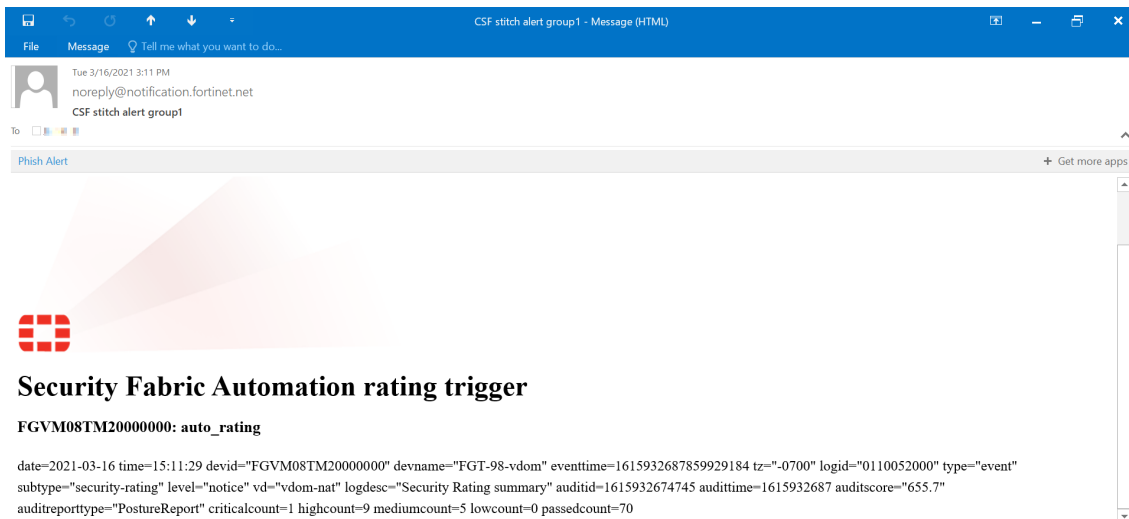 CSF stitch alert group1 - Message (HTML)
File Message Tell me what you want to do...
Tue 3/16/2021 3:11 PM
noreply@notification.fortinet.net
CSF stitch alert group1
To
Phish Alert
+ Get more apps
Security Fabric Automation rating trigger
FGVM08TM20000000: auto_rating
date=2021-03-16 time=15:11:29 devid="FGVM08TM20000000" devname="FGT-98-vdom" eventtime=1615932687859929184 tz="-0700" logid="0110052000" type="event"
subtype="security-rating" level="notice" vd="vdom-nat" logdesc="Security Rating summary" auditid=1615932674745 audittime=1615932687 auditscore="655.7"
auditreporttype="PostureReport" criticalcount=1 highcount=9 mediumcount=5 lowcount=0 passedcount=70